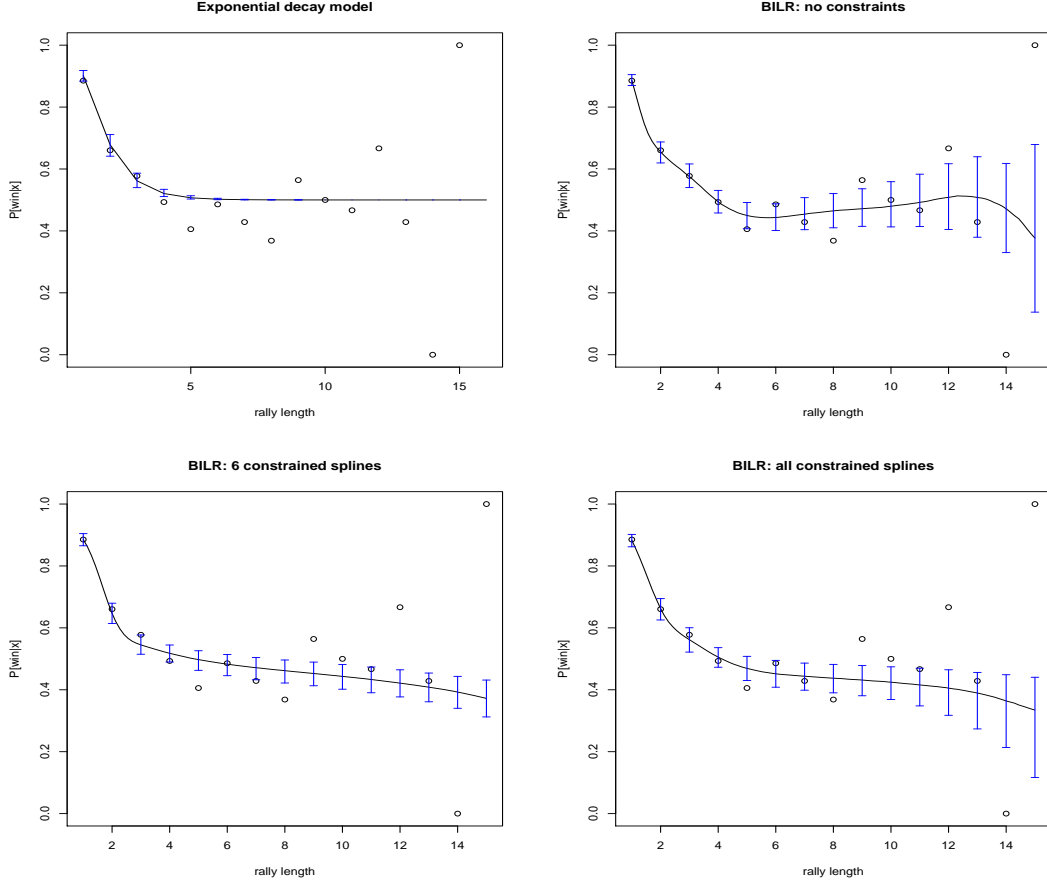 Exponential decay model
P[win|x]
0.0 0.2 0.4 0.6 0.8 1.0
5 10 15
rally length
BILR: no constraints
P[win|x]
0.0 0.2 0.4 0.6 0.8 1.0
2 4 6 8 10 12 14
rally length
BILR: 6 constrained splines
P[win|x]
0.0 0.2 0.4 0.6 0.8 1.0
2 4 6 8 10 12 14
rally length
BILR: all constrained splines
P[win|x]
0.0 0.2 0.4 0.6 0.8 1.0
2 4 6 8 10 12 14
rally length